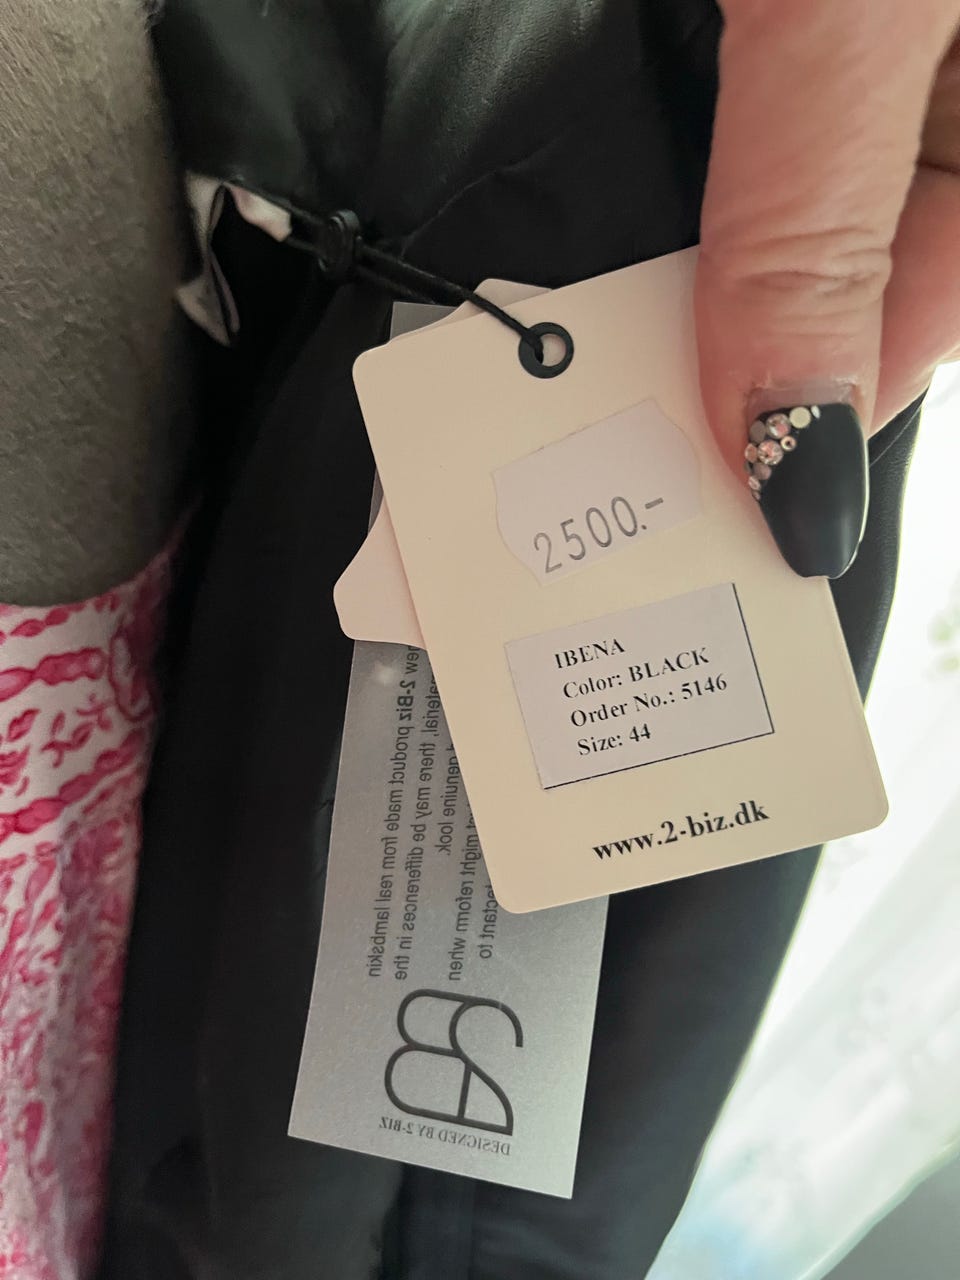 2500.-
IBENA
Color: BLACK
Order No.: 5146
Size: 44
www.2-biz.dk
new 2-Biz product made from real lambskin
material, there may be differences in the
genuine look.
might reform when
to
DESIGNED BY 2-BIZ